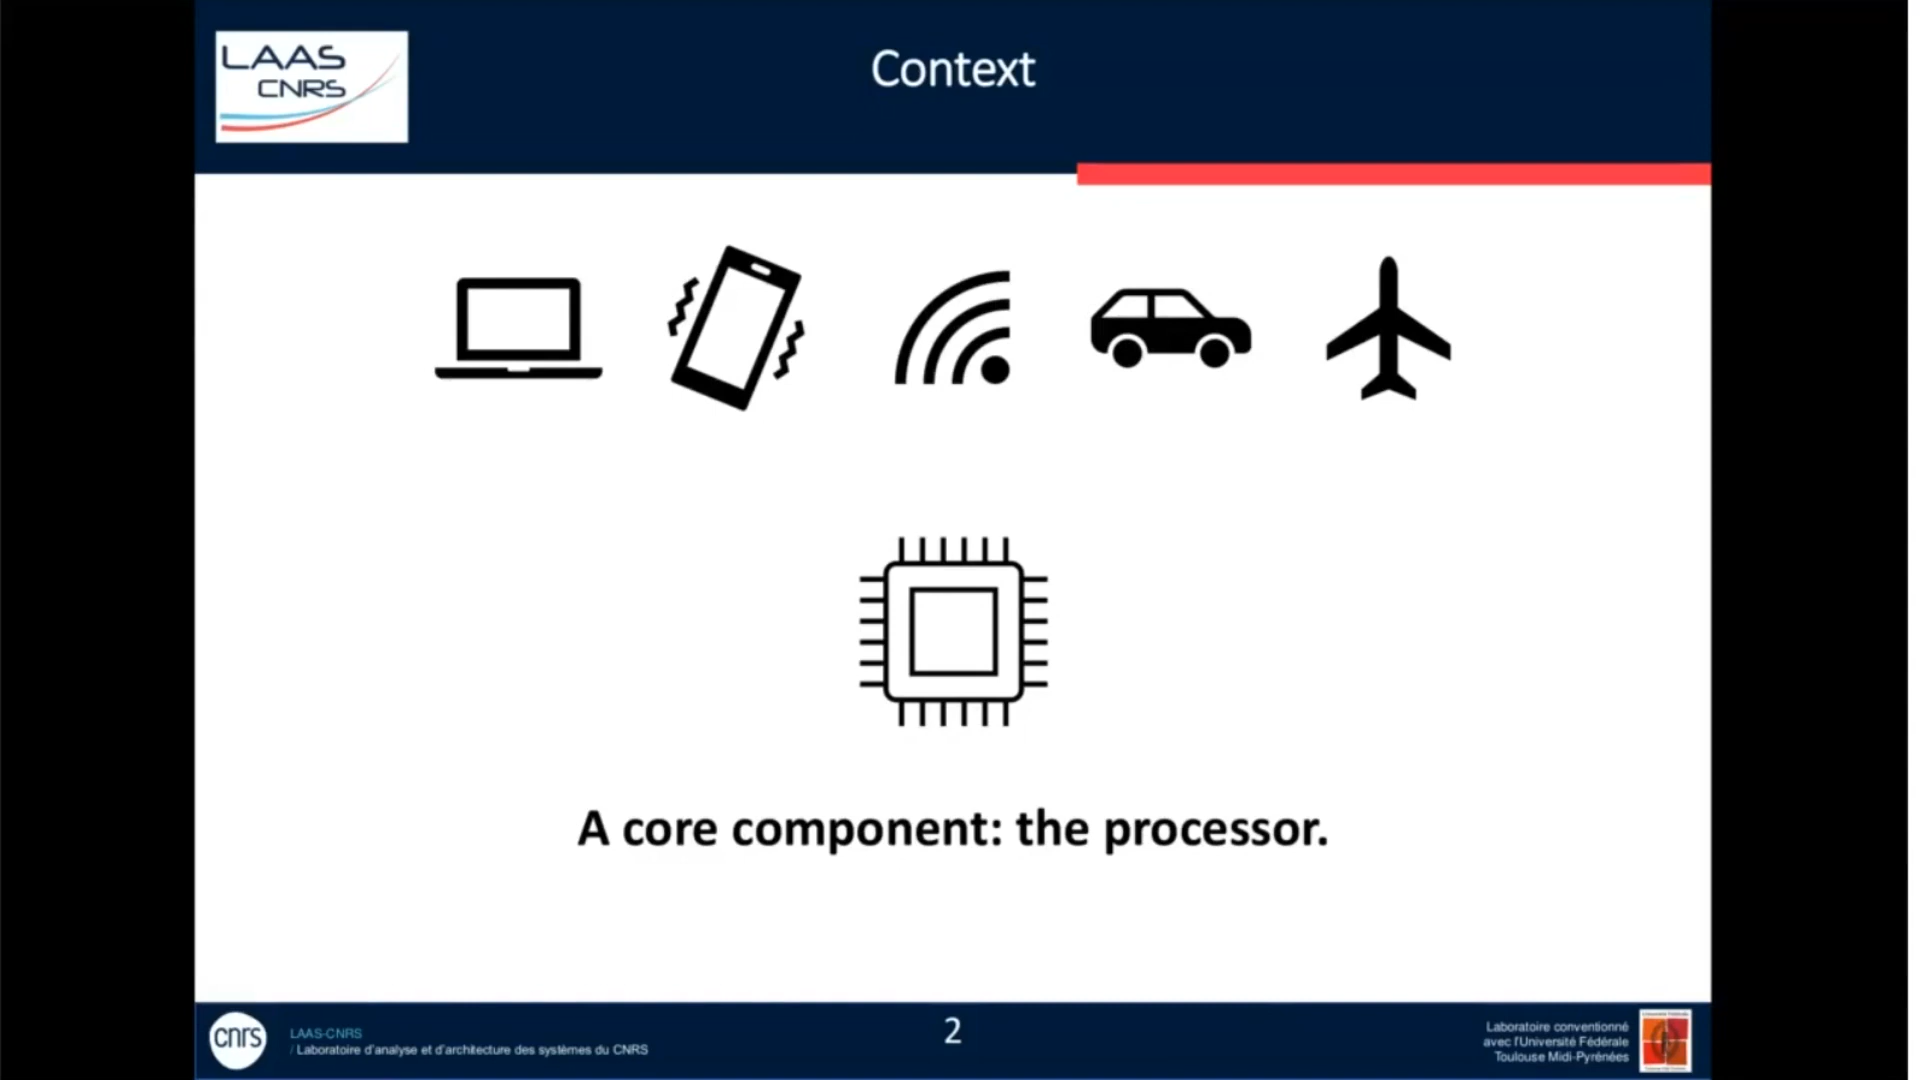 LAAS
CNRS
Context
A core component: the processor.
cnrs
LAAS-CNRS
/ Laboratoire d'analyse et d'architecture des systèmes du CNRS
2
Laboratoire conventionné
avec l'Université Fédérale
Toulouse Midi-Pyrénées